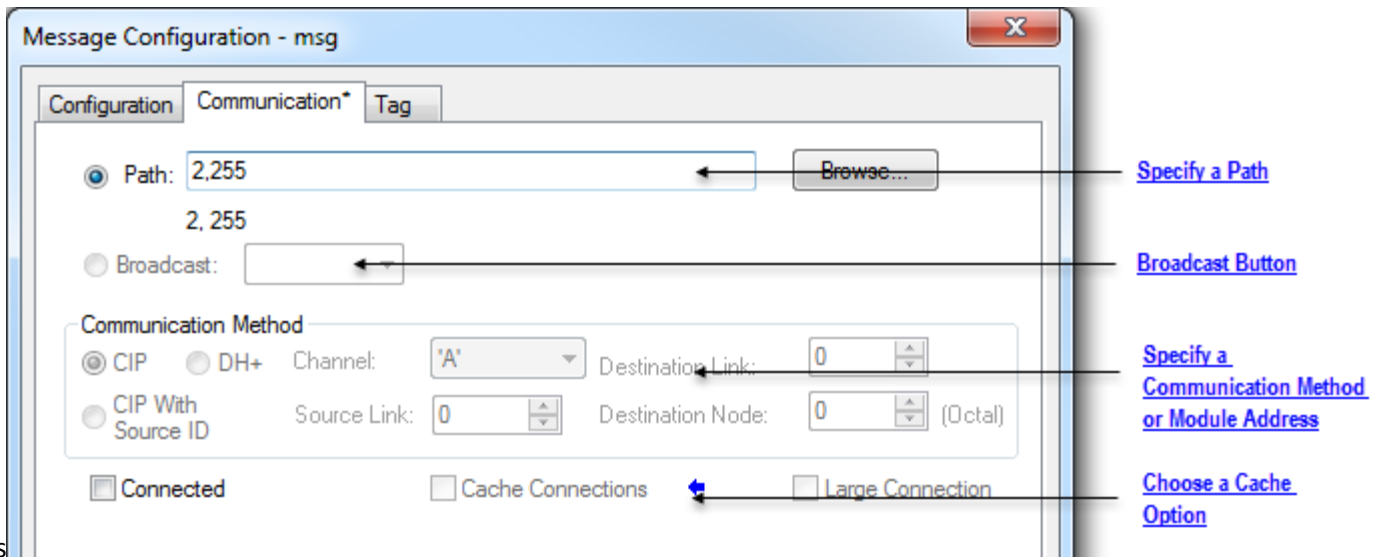 Message Configuration - msg
x
Configuration Communication* Tag
Path: 2,255 Browse... Specify a Path
2, 255
Broadcast: Broadcast Button
Communication Method
CIP DH+ Channel: 'A' Destination Link: 0
Specify a
Communication Method
or Module Address
CIP With
Source ID
Source Link: 0 Destination Node: 0 (Octal)
Connected Cache Connections Large Connection
Choose a Cache
Option
s